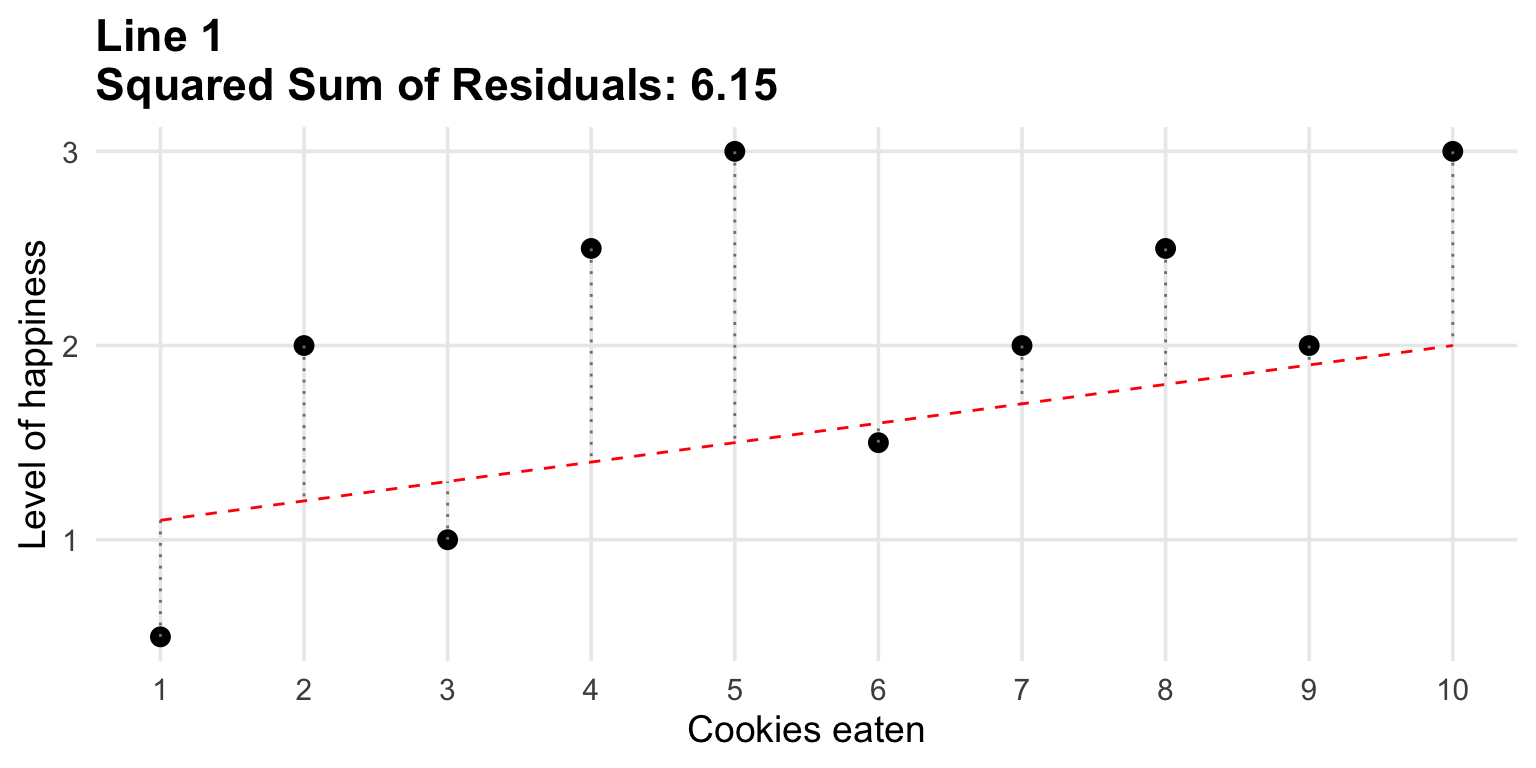 Line 1
Squared Sum of Residuals: 6.15
3
2
1
Level of happiness
1 2 3 4 5 6 7 8 9 10
Cookies eaten